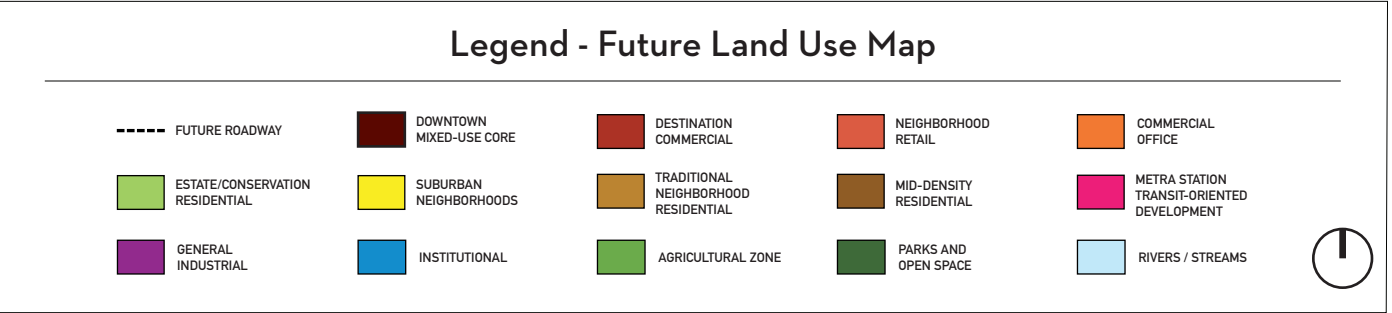 Legend - Future Land Use Map
FUTURE ROADWAY
DOWNTOWN
MIXED-USE CORE
DESTINATION
COMMERCIAL
NEIGHBORHOOD
RETAIL
COMMERCIAL
OFFICE
ESTATE/CONSERVATION
RESIDENTIAL
SUBURBAN
NEIGHBORHOODS
TRADITIONAL
NEIGHBORHOOD
RESIDENTIAL
MID-DENSITY
RESIDENTIAL
METRA STATION
TRANSIT-ORIENTED
DEVELOPMENT
GENERAL
INDUSTRIAL
INSTITUTIONAL
AGRICULTURAL ZONE
PARKS AND
OPEN SPACE
RIVERS / STREAMS